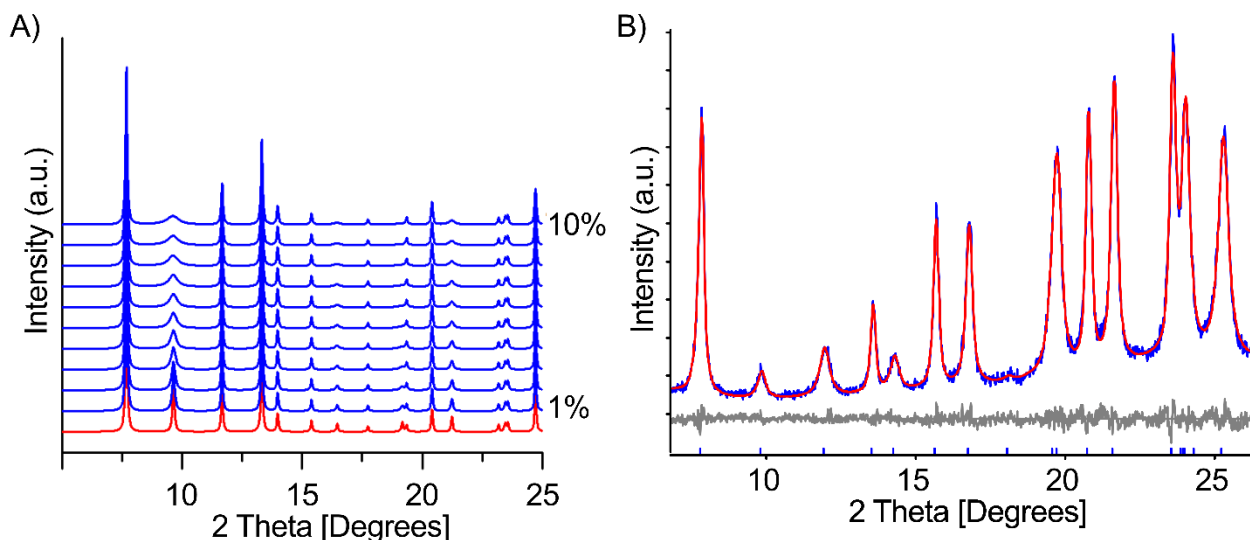 A)
Intensity (a.u.)
10%
1%
10
15
20
25
2 Theta [Degrees]
B)
Intensity (a.u.)
10
15
20
25
2 Theta [Degrees]